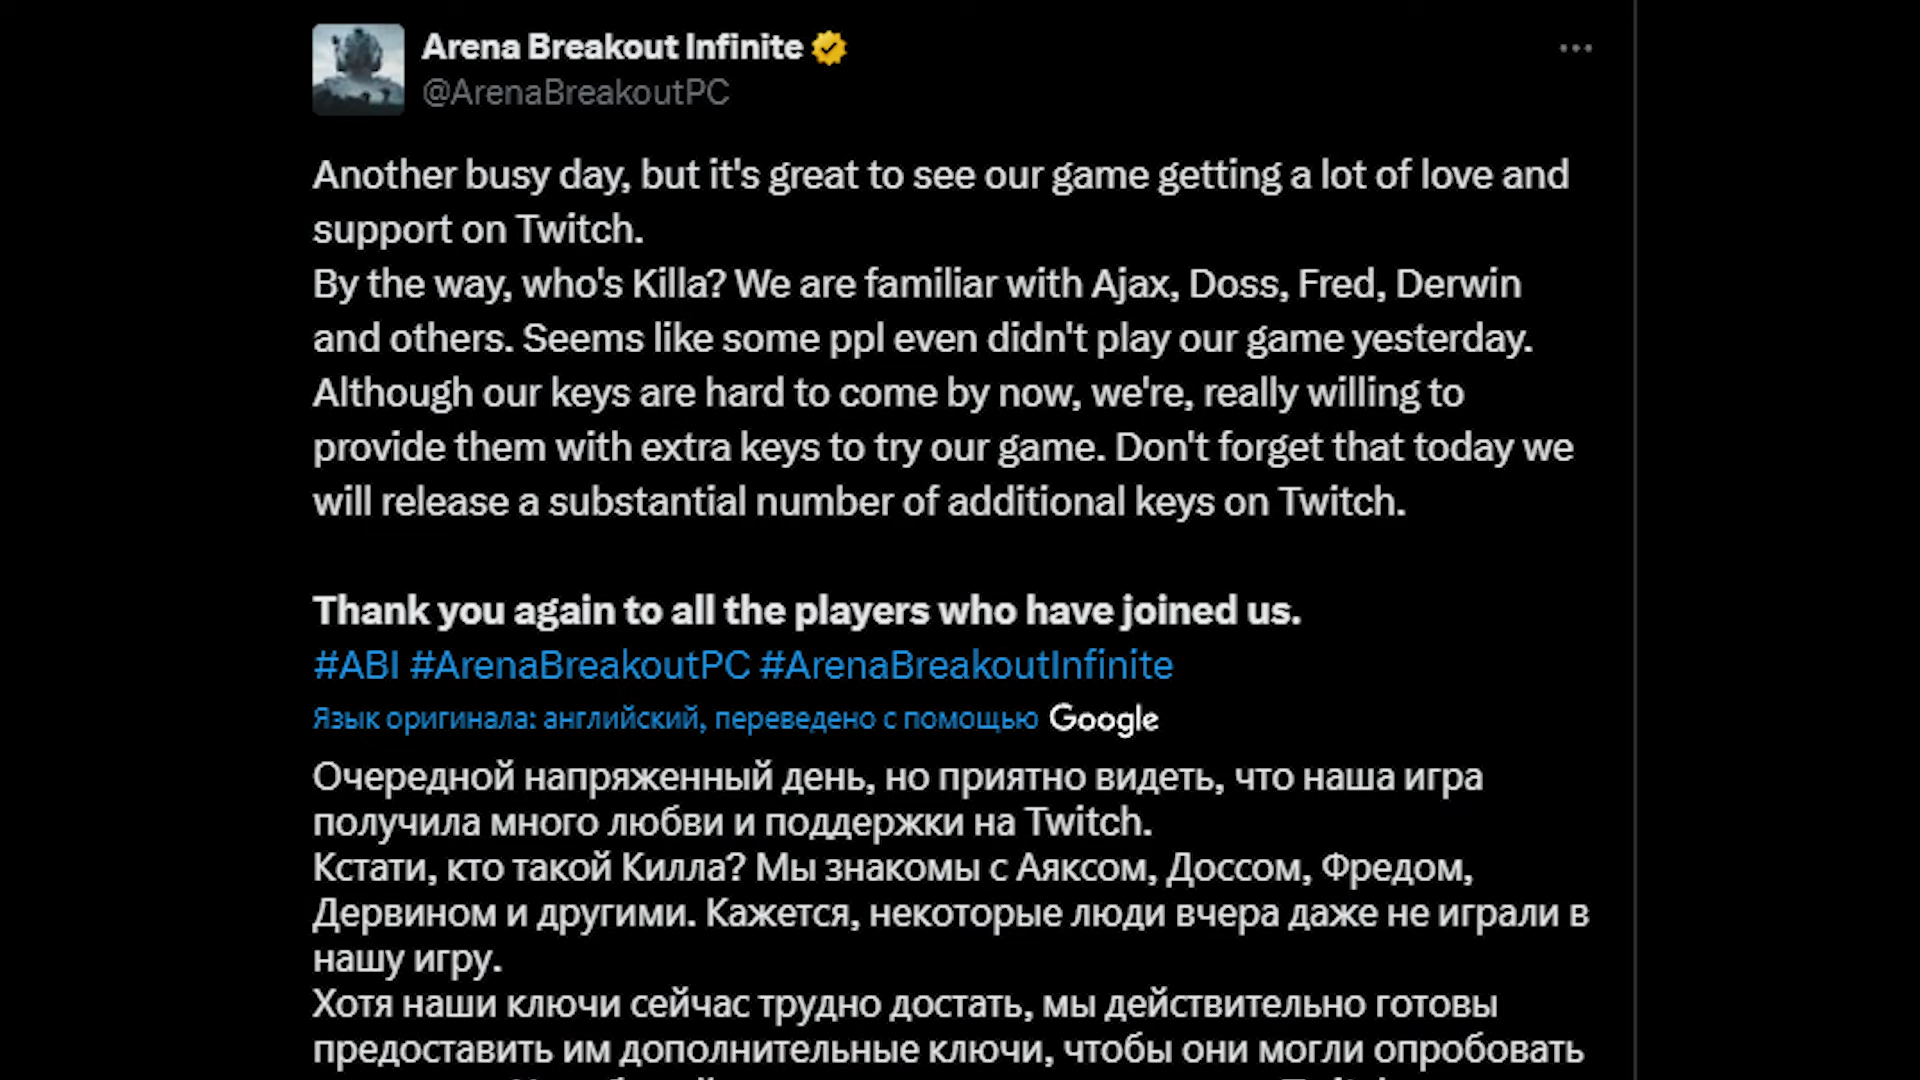 Arena Breakout Infinite
@ArenaBreakoutPC
Another busy day, but it's great to see our game getting a lot of love and
support on Twitch.
By the way, who's Killa? We are familiar with Ajax, Doss, Fred, Derwin
and others. Seems like some ppl even didn't play our game yesterday.
Although our keys are hard to come by now, we're, really willing to
provide them with extra keys to try our game. Don't forget that today we
will release a substantial number of additional keys on Twitch.
Thank you again to all the players who have joined us.
#ABI #ArenaBreakoutPC #ArenaBreakoutInfinite
Язык оригинала: английский, переведено с помощью Google
Очередной напряженный день, но приятно видеть, что наша игра
получила много любви и поддержки на Twitch.
Кстати, кто такой Килла? Мы знакомы с Аяксом, Доссом, Фредом,
Дервином и другими. Кажется, некоторые люди вчера даже не играли в
нашу игру.
Хотя наши ключи сейчас трудно достать, мы действительно готовы
предоставить им дополнительные ключи, чтобы они могли опробовать